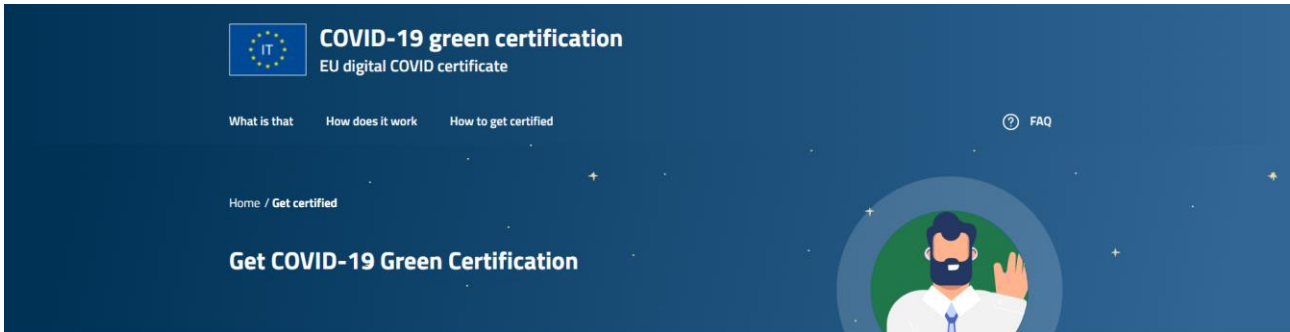 IT
COVID-19 green certification
EU digital COVID certificate
What is that How does it work How to get certified ? FAQ
Home / Get certified
Get COVID-19 Green Certification